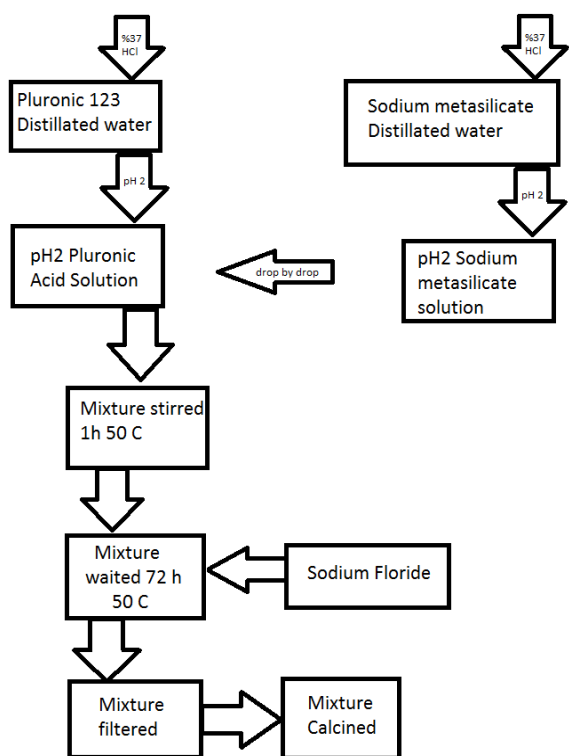 %37
HCl
Pluronic 123
Distillated water
pH 2
pH2 Pluronic
Acid Solution
%37
HCl
Sodium metasilicate
Distillated water
pH 2
pH2 Sodium
metasilicate
solution
drop by drop
Mixture stirred
1h 50 C
Mixture
waited 72 h
50 C
Sodium Floride
Mixture
filtered
Mixture
Calcined